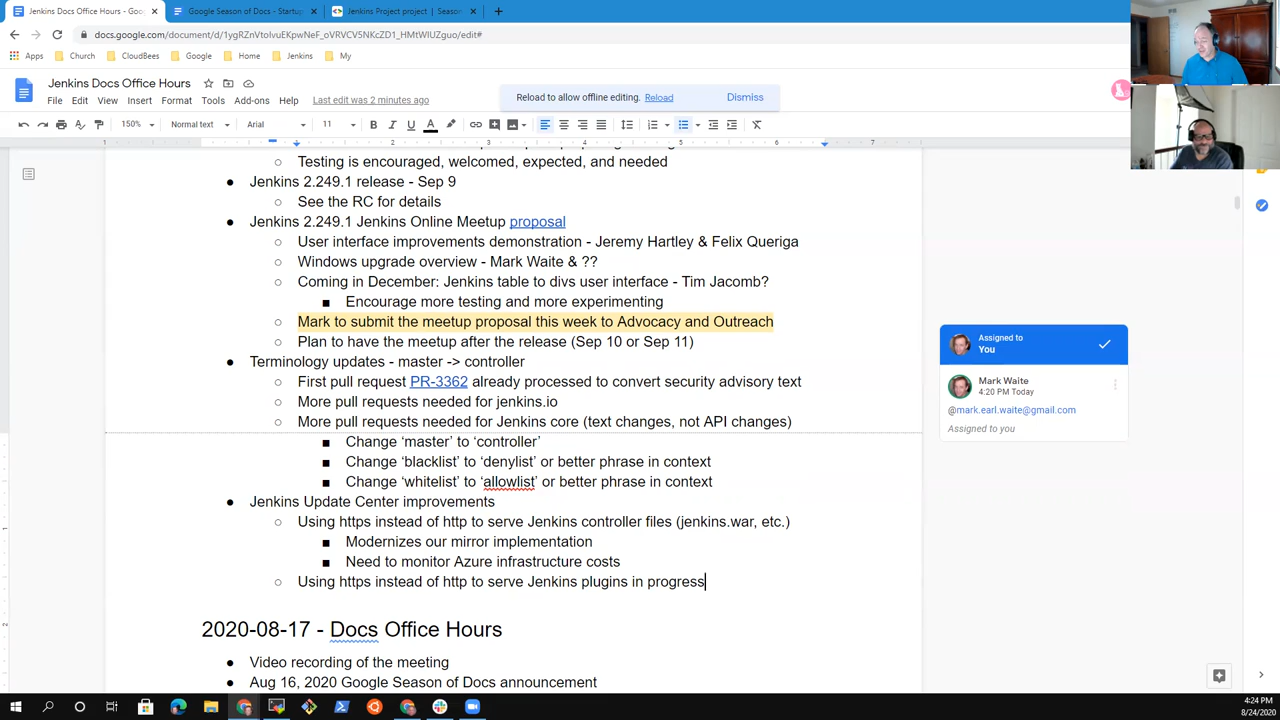 Jenkins Docs Office Hours - Goo
Google Season of Docs - Startup
Jenkins Project project | Season
docs.google.com/document/d/1ygRZnVtoIvuEKpwNeF_oVRVCV5NKcZD1_HMtWIUZguo/edit#
Apps
Church
CloudBees
Google
Home
Jenkins
My
Jenkins Docs Office Hours
File Edit View Insert Format Tools Add-ons Help Last edit was 2 minutes ago
Reload to allow offline editing. Reload Dismiss
150% Normal text Arial 11 B I U A
1 1 2 3 4 5 6 7
Testing is encouraged, welcomed, expected, and needed
Jenkins 2.249.1 release - Sep 9
See the RC for details
Jenkins 2.249.1 Jenkins Online Meetup proposal
User interface improvements demonstration - Jeremy Hartley & Felix Queriga
Windows upgrade overview - Mark Waite & ??
Coming in December: Jenkins table to divs user interface - Tim Jacomb?
Encourage more testing and more experimenting
Mark to submit the meetup proposal this week to Advocacy and Outreach
Plan to have the meetup after the release (Sep 10 or Sep 11)
Terminology updates - master -> controller
First pull request PR-3362 already processed to convert security advisory text
More pull requests needed for jenkins.io
More pull requests needed for Jenkins core (text changes, not API changes)
Change ‘master’ to ‘controller’
Change ‘blacklist’ to ‘denylist’ or better phrase in context
Change ‘whitelist’ to ‘allowlist’ or better phrase in context
Jenkins Update Center improvements
Using https instead of http to serve Jenkins controller files (jenkins.war, etc.)
Modernizes our mirror implementation
Need to monitor Azure infrastructure costs
Using https instead of http to serve Jenkins plugins in progress
2020-08-17 - Docs Office Hours
Video recording of the meeting
Aug 16, 2020 Google Season of Docs announcement
Assigned to
You
Mark Waite
4:20 PM Today
@mark.earl.waite@gmail.com
Assigned to you
4:24 PM
8/24/2020